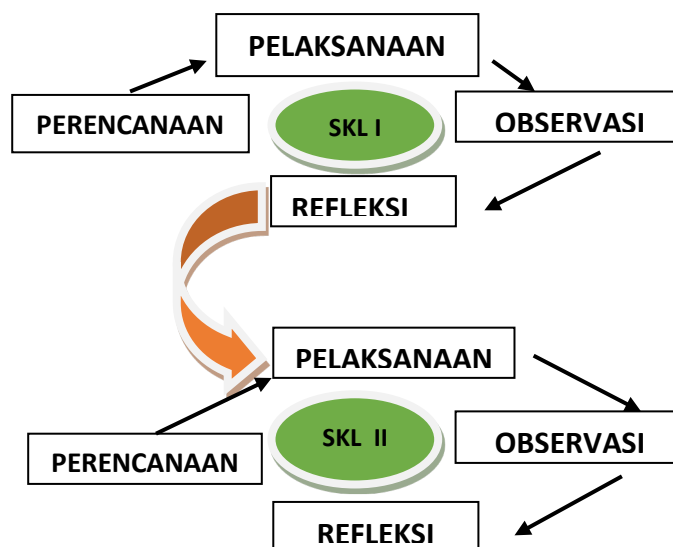 PELAKSANAAN
PERENCANAAN
SKL I
OBSERVASI
REFLEKSI
PELAKSANAAN
SKL II
OBSERVASI
PERENCANAAN
REFLEKSI